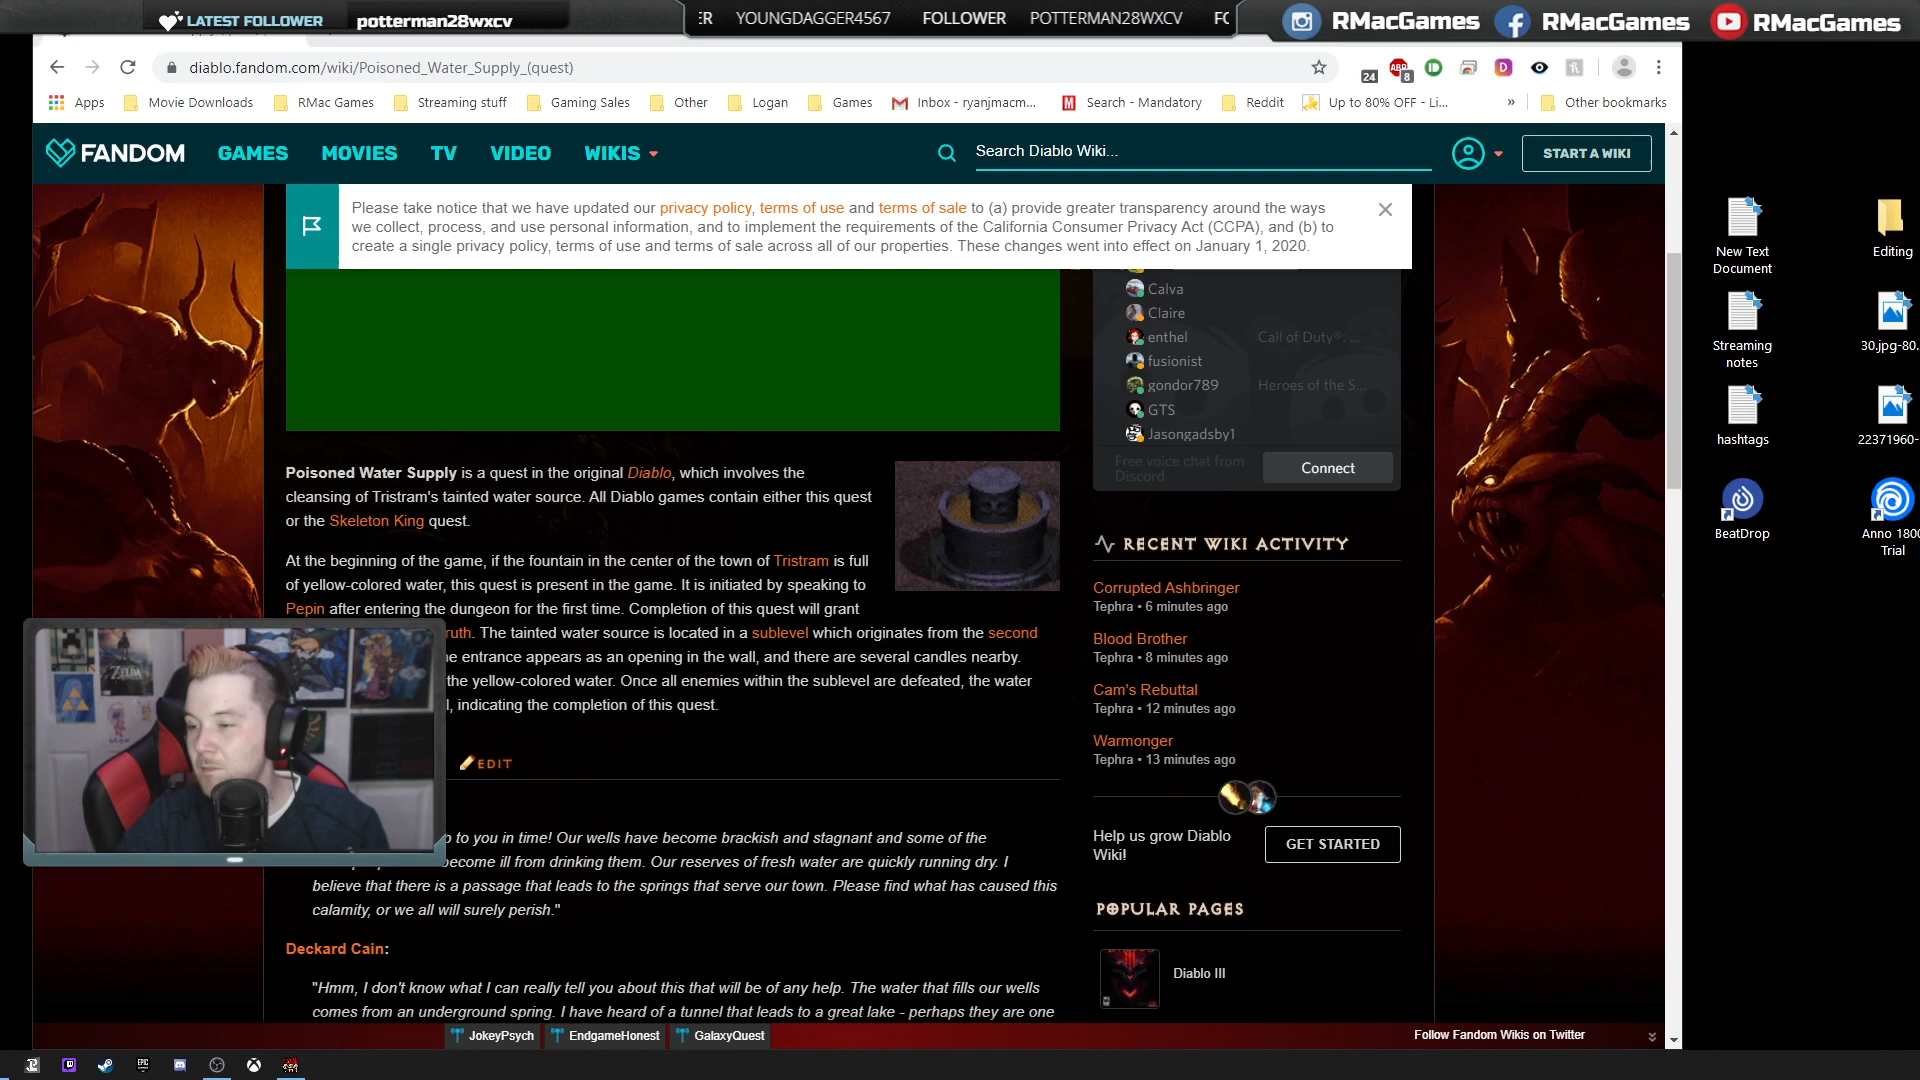 LATEST FOLLOWER
potterman28wxcv
ER YOUNGDAGGER4567 FOLLOWER POTTERMAN28WXCV FO
RMacGames
RMacGames
RMacGames
diablo.fandom.com/wiki/Poisoned_Water_Supply_(quest)
24
ABP
8
D
Apps
Movie Downloads
RMac Games
Streaming stuff
Gaming Sales
Other
Logan
Games
Inbox - ryanjmacm...
Search - Mandatory
Reddit
Up to 80% OFF - Li...
»
Other bookmarks
FANDOM
GAMES
MOVIES
TV
VIDEO
WIKIS
Search Diablo Wiki...
START A WIKI
Please take notice that we have updated our privacy policy, terms of use and terms of sale to (a) provide greater transparency around the ways
we collect, process, and use personal information, and to implement the requirements of the California Consumer Privacy Act (CCPA), and (b) to
create a single privacy policy, terms of use and terms of sale across all of our properties. These changes went into effect on January 1, 2020.
Calva
Claire
enthel Call of Duty®: ...
fusionist
gondor789 Heroes of the S...
GTS
Jasongadsby1
Free voice chat from
Discord
Connect
Poisoned Water Supply is a quest in the original Diablo, which involves the
cleansing of Tristram's tainted water source. All Diablo games contain either this quest
or the Skeleton King quest.
At the beginning of the game, if the fountain in the center of the town of Tristram is full
of yellow-colored water, this quest is present in the game. It is initiated by speaking to
Pepin after entering the dungeon for the first time. Completion of this quest will grant
ruth. The tainted water source is located in a sublevel which originates from the second
e entrance appears as an opening in the wall, and there are several candles nearby.
the yellow-colored water. Once all enemies within the sublevel are defeated, the water
l, indicating the completion of this quest.
EDIT
p to you in time! Our wells have become brackish and stagnant and some of the
become ill from drinking them. Our reserves of fresh water are quickly running dry. I
believe that there is a passage that leads to the springs that serve our town. Please find what has caused this
calamity, or we all will surely perish."
Deckard Cain:
"Hmm, I don't know what I can really tell you about this that will be of any help. The water that fills our wells
comes from an underground spring. I have heard of a tunnel that leads to a great lake - perhaps they are one
RECENT WIKI ACTIVITY
Corrupted Ashbringer
Tephra • 6 minutes ago
Blood Brother
Tephra • 8 minutes ago
Cam's Rebuttal
Tephra • 12 minutes ago
Warmonger
Tephra • 13 minutes ago
Help us grow Diablo
Wiki!
GET STARTED
POPULAR PAGES
Diablo III
JokeyPsych
EndgameHonest
GalaxyQuest
Follow Fandom Wikis on Twitter
New Text
Document
Editing
Streaming
notes
30.jpg-80.
hashtags
22371960-
BeatDrop
Anno 1800
Trial
ZELDA
EPIC